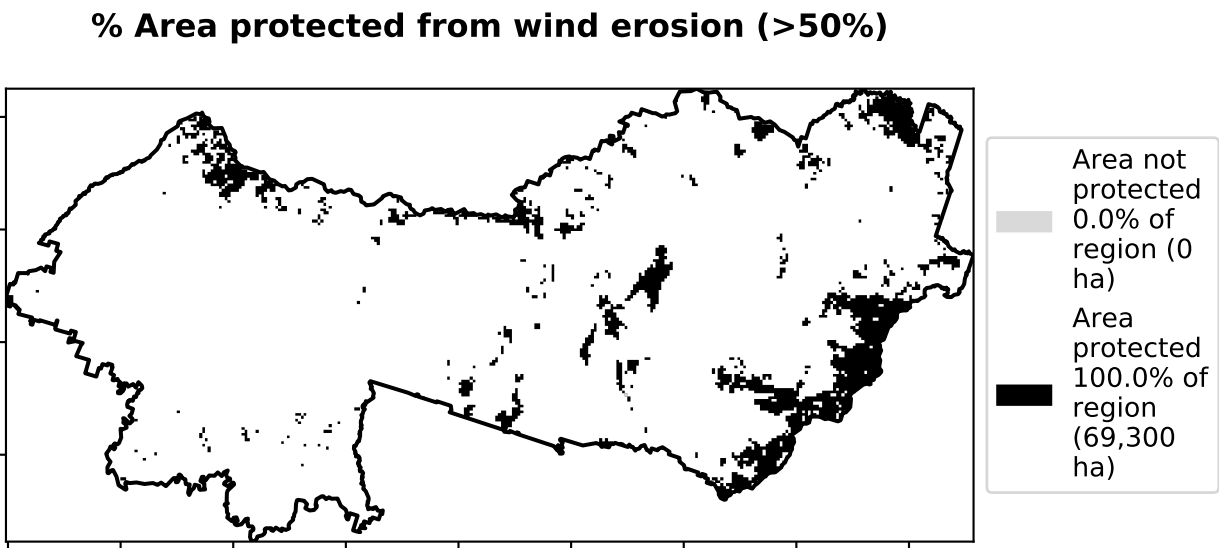 % Area protected from wind erosion (>50%)
Area not
protected
0.0% of
region (0
ha)
Area
protected
100.0% of
region
(69,300
ha)